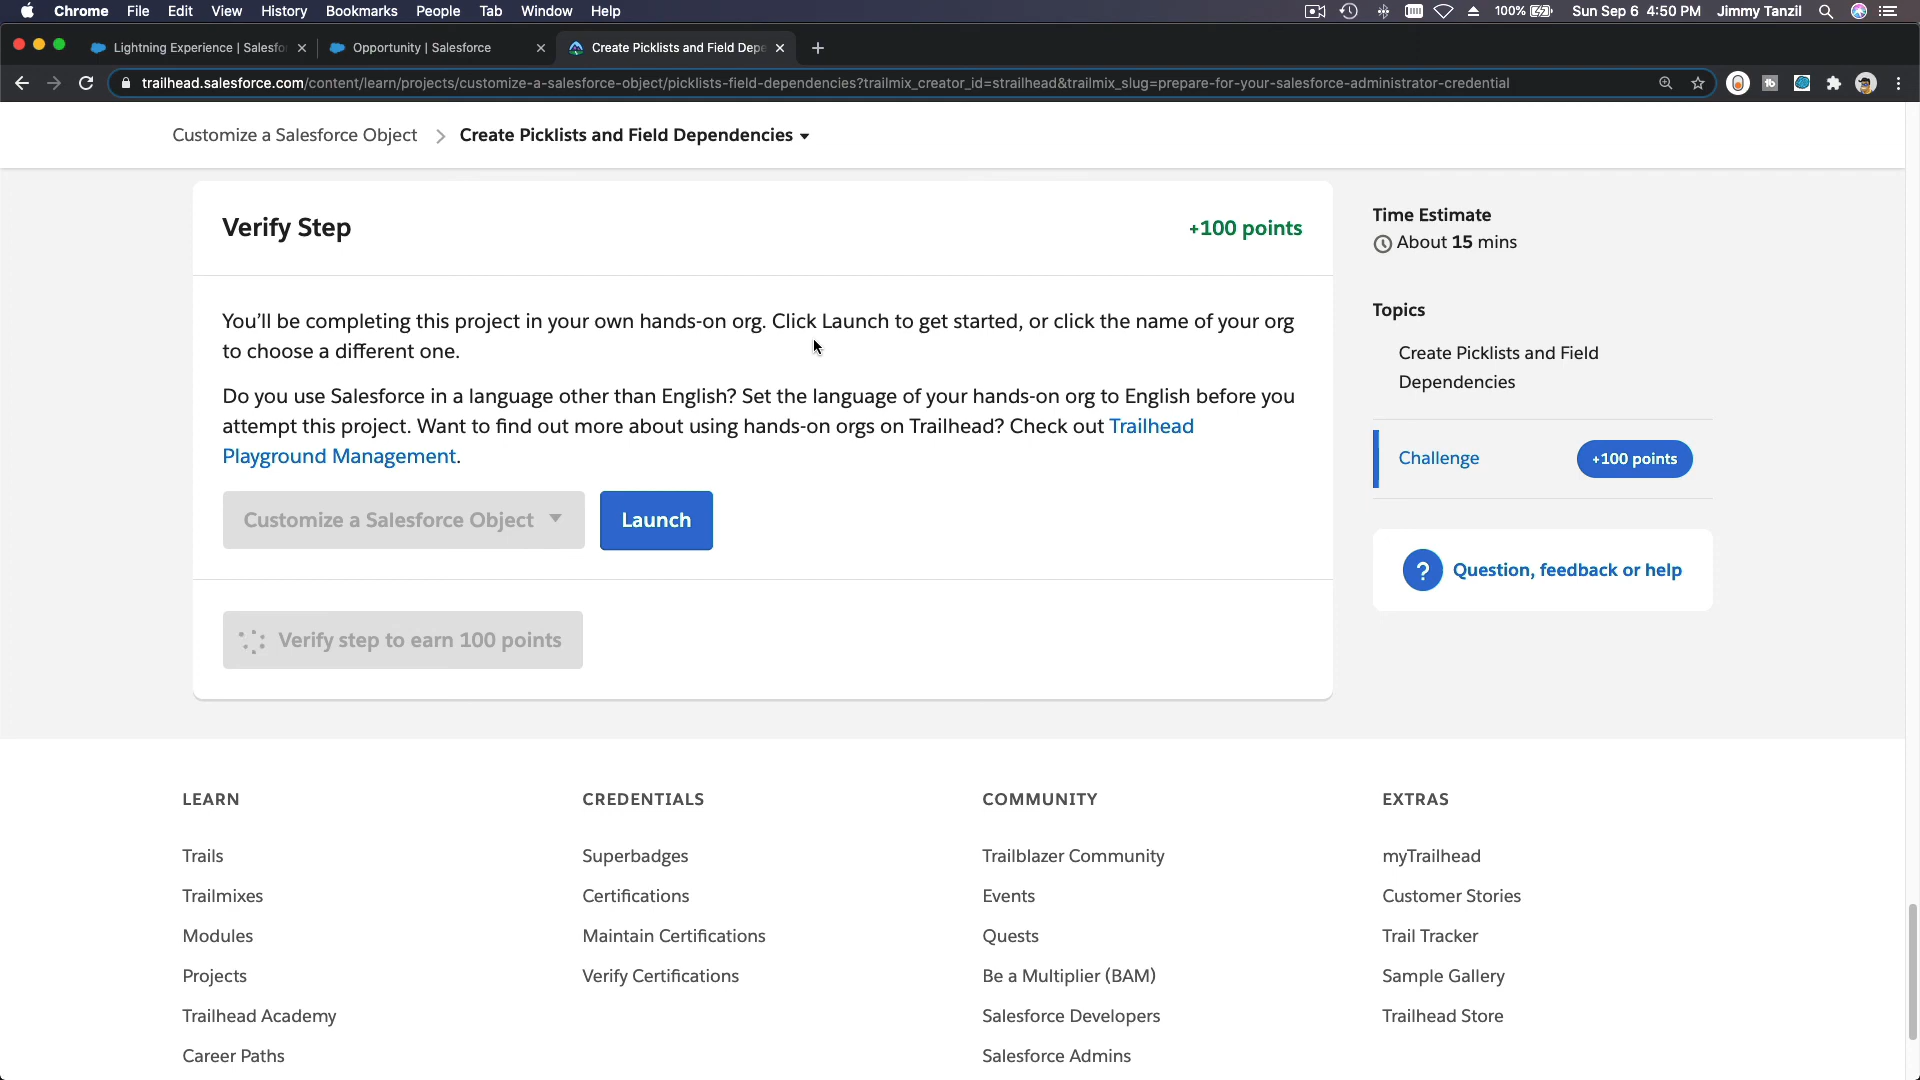 Chrome File Edit View History Bookmarks People Tab Window Help 100% Sun Sep 6 4:50 PM Jimmy Tanzil
Lightning Experience | Salesfo
Opportunity | Salesforce
Create Picklists and Field Depe
trailhead.salesforce.com/content/learn/projects/customize-a-salesforce-object/picklists-field-dependencies?trailmix_creator_id=strailhead&trailmix_slug=prepare-for-your-salesforce-administrator-credential
Customize a Salesforce Object > Create Picklists and Field Dependencies
Verify Step
+100 points
You'll be completing this project in your own hands-on org. Click Launch to get started, or click the name of your org
to choose a different one.
Do you use Salesforce in a language other than English? Set the language of your hands-on org to English before you
attempt this project. Want to find out more about using hands-on orgs on Trailhead? Check out Trailhead
Playground Management.
Customize a Salesforce Object
Launch
Verify step to earn 100 points
Time Estimate
About 15 mins
Topics
Create Picklists and Field
Dependencies
Challenge
+100 points
? Question, feedback or help
LEARN
Trails
Trailmixes
Modules
Projects
Trailhead Academy
Career Paths
CREDENTIALS
Superbadges
Certifications
Maintain Certifications
Verify Certifications
COMMUNITY
Trailblazer Community
Events
Quests
Be a Multiplier (BAM)
Salesforce Developers
Salesforce Admins
EXTRAS
myTrailhead
Customer Stories
Trail Tracker
Sample Gallery
Trailhead Store